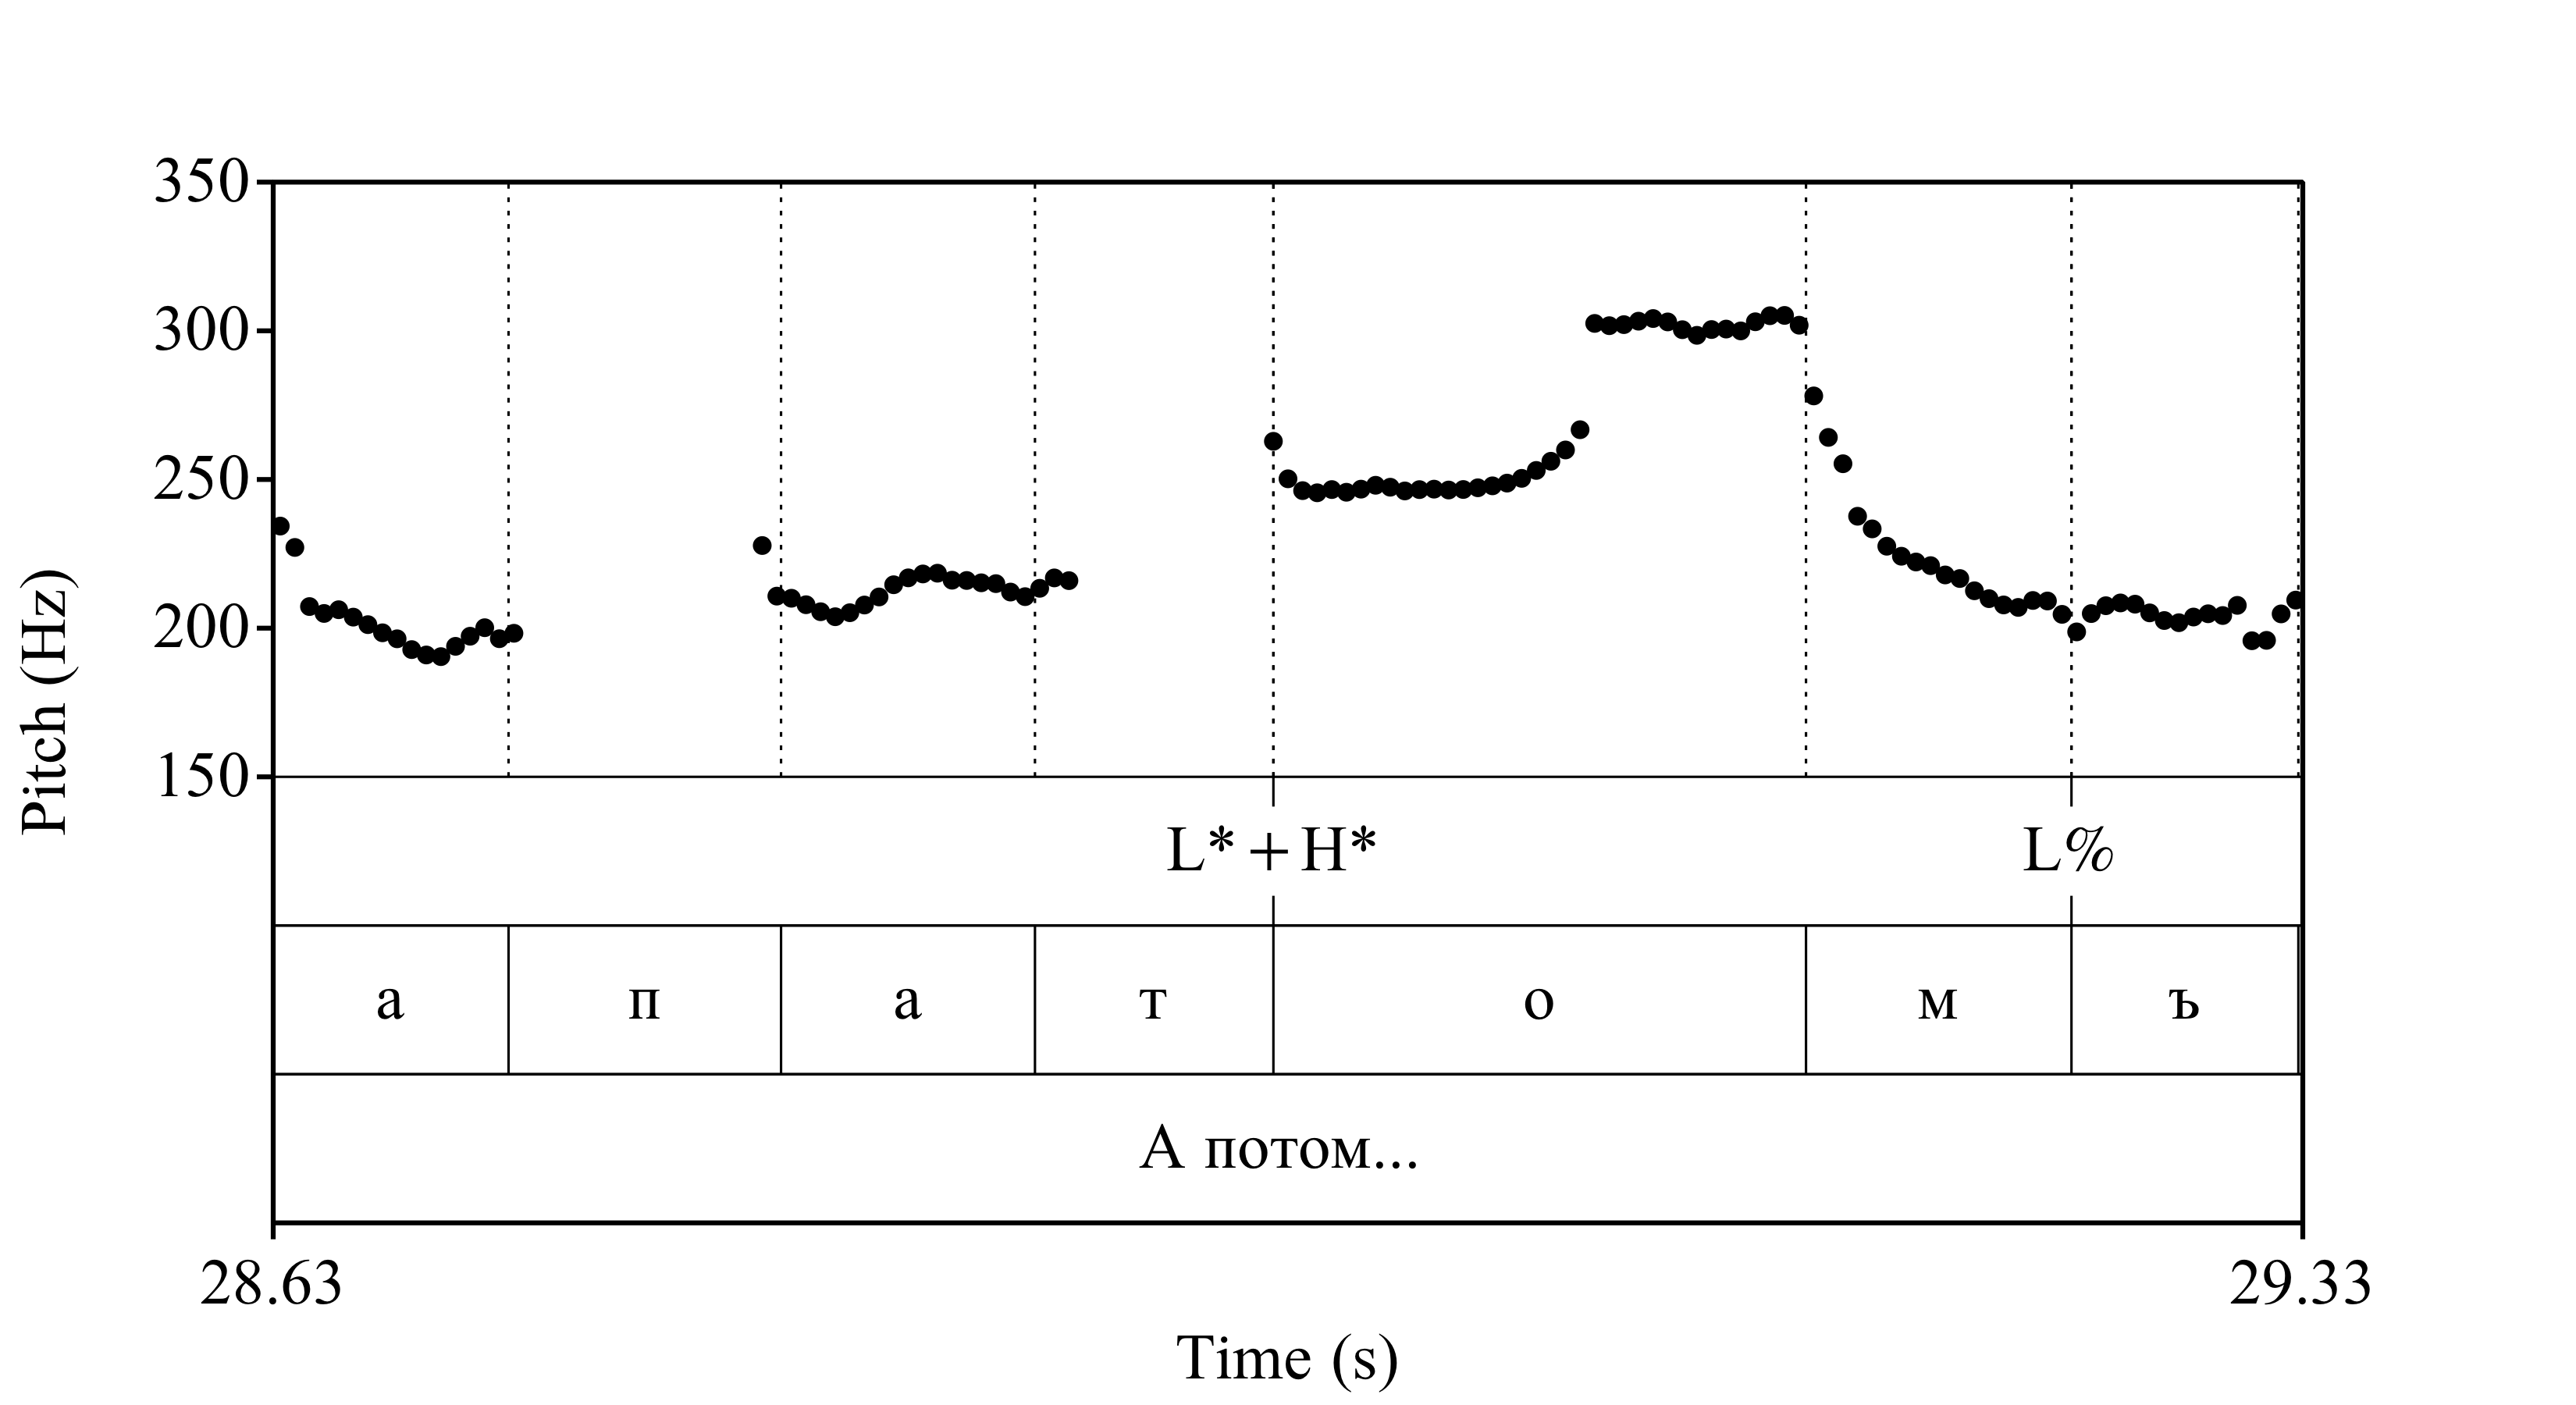 350
300
250
200
150
Pitch (Hz)
L*+H* L%
а п а т о м ъ
А потом...
28.63 29.33
Time (s)